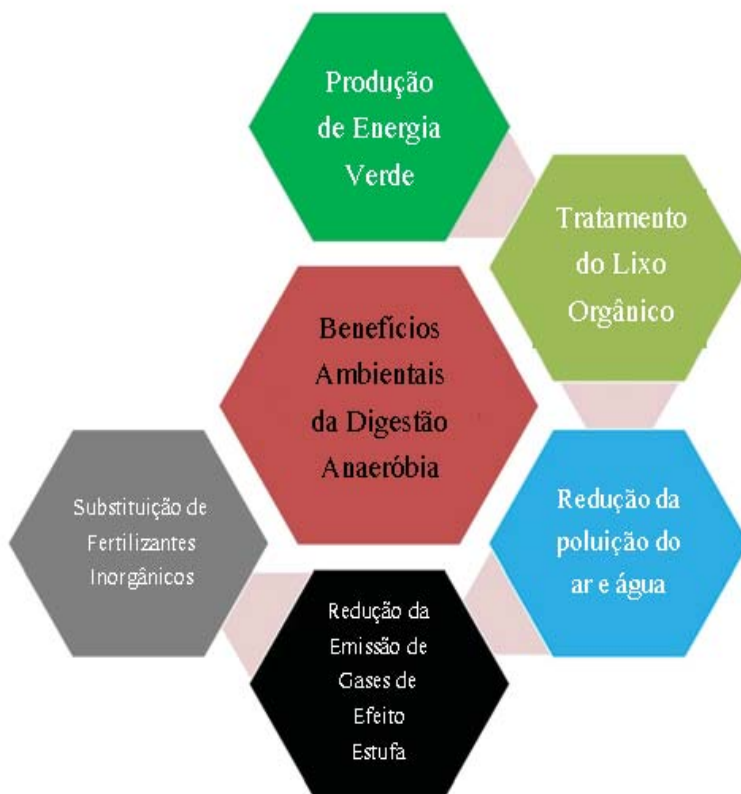 Produção
de Energia
Verde
Tratamento
do Lixo
Orgânico
Benefícios
Ambientais
da Digestão
Anaeróbia
Redução da
poluição do
ar e água
Redução da
Emissão de
Gases de
Efeito
Estufa
Substituição de
Fertilizantes
Inorgânicos